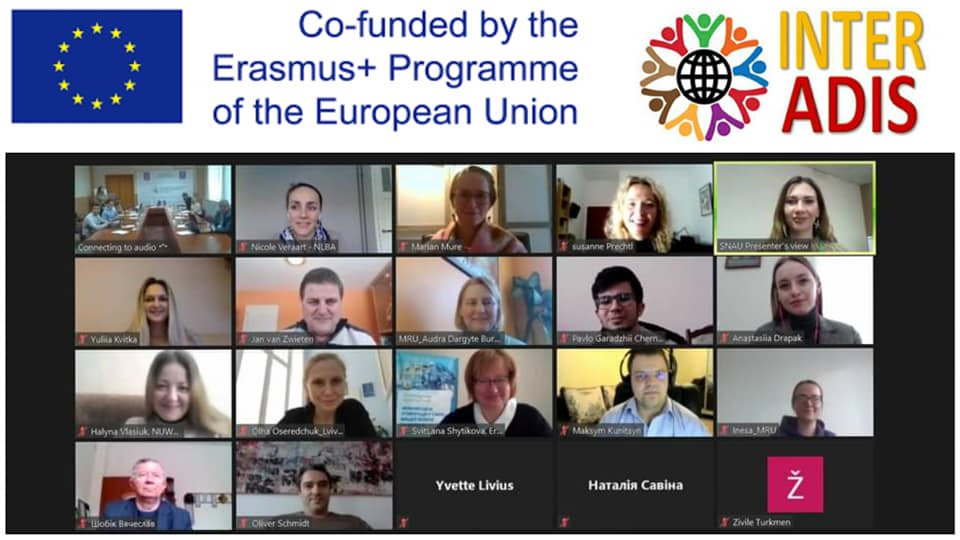 Co-funded by the
Erasmus+ Programme
of the European Union
INTER
ADIS
Connecting to audio
Nicole Veraart - NLBA
Marian Mure
susanne Prechtl
SNAU Presenter's view
Yuliia Kvitka
Jan van Zwieten
MRU_Audra Dargyte Bur...
Pavlo Garadzhii Chern...
Anastasiia Drapak
Halyna Vlasiuk, NUW...
Olha Oseredchuk_Lviv...
Svitlana Shytikova. Er...
Maksym Kunitsyn
Inesa_MRU
Шобік Вячеслав
Oliver Schmidt
Yvette Livius
Наталія Савіна
Ž
Zivile Turkmen